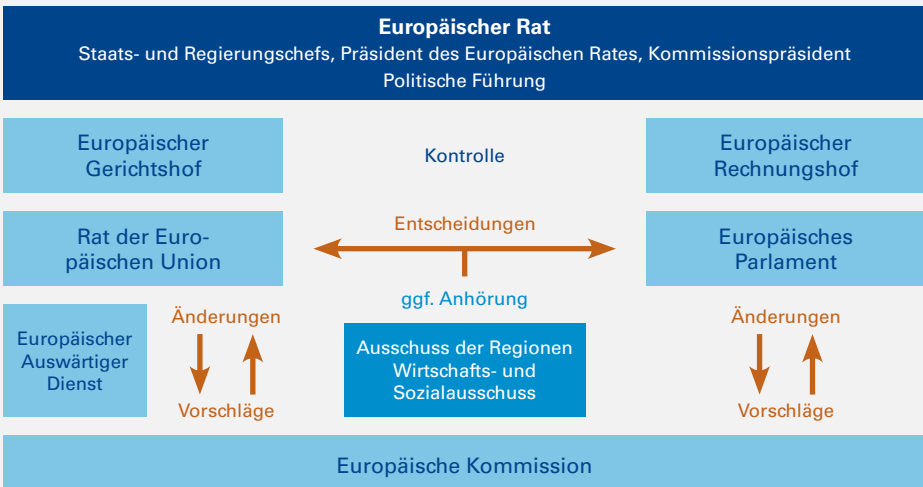 Europäischer Rat
Staats- und Regierungschefs, Präsident des Europäischen Rates, Kommissionspräsident
Politische Führung
Europäischer
Gerichtshof
Kontrolle
Europäischer
Rechnungshof
Rat der Euro-
päischen Union
Entscheidungen
Europäisches
Parlament
ggf. Anhörung
Europäischer
Auswärtiger
Dienst
Änderungen
Vorschläge
Ausschuss der Regionen
Wirtschafts- und
Sozialausschuss
Änderungen
Vorschläge
Europäische Kommission